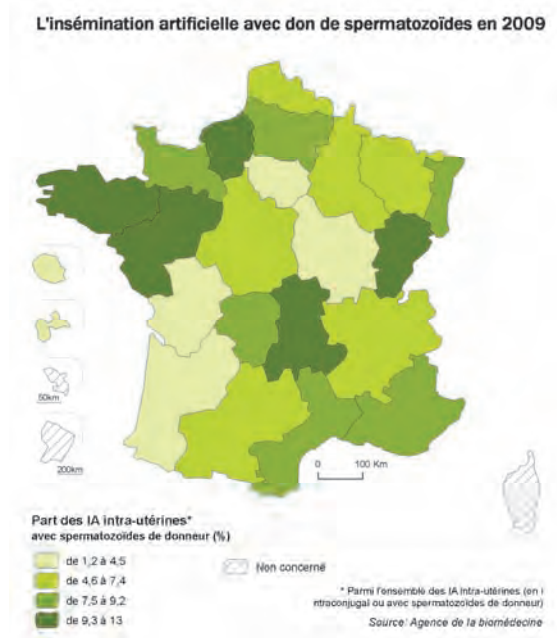 L'insémination artificielle avec don de spermatozoïdes en 2009
50km
200km
0 100 Km
Part des IA intra-utérines*
avec spermatozoïdes de donneur (%)
de 1,2 à 4,5
de 4,6 à 7,4
de 7,5 à 9,2
de 9,3 à 13
Non concerné
* Parmi l'ensemble des IA intra-utérines (en i
ntraconjugal ou avec spermatozoïdes de donneur)
Source: Agence de la biomédecine